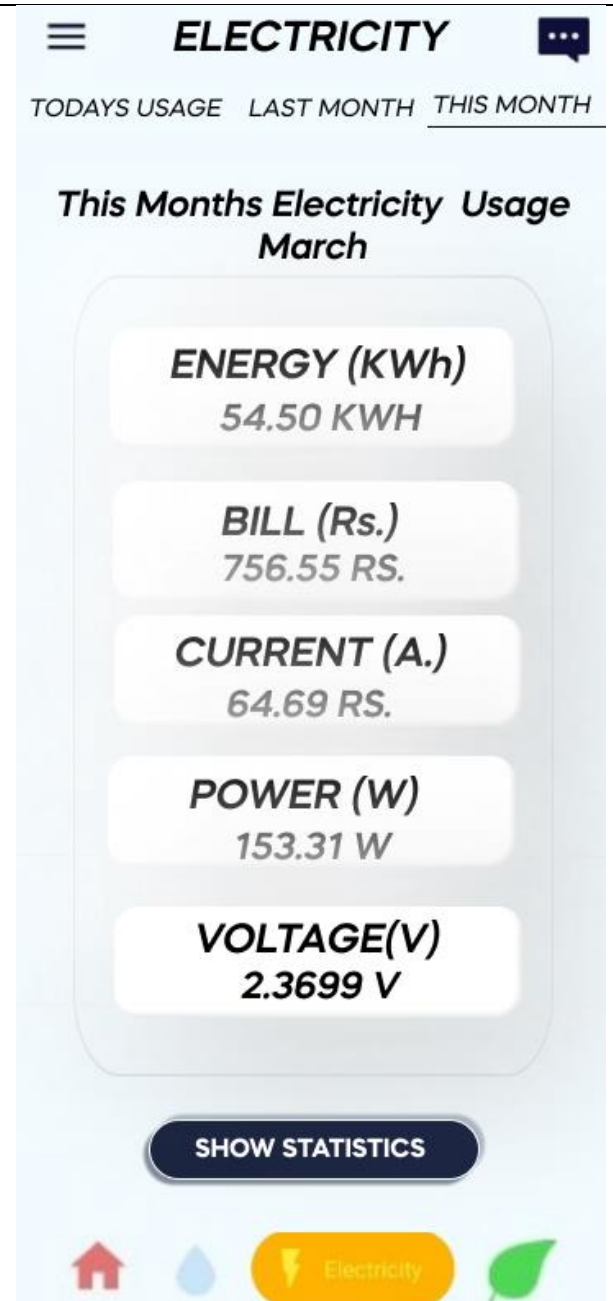 ELECTRICITY
TODAYS USAGE LAST MONTH THIS MONTH
This Months Electricity Usage
March
ENERGY (KWh)
54.50 KWH
BILL (Rs.)
756.55 RS.
CURRENT (A.)
64.69 RS.
POWER (W)
153.31 W
VOLTAGE(V)
2.3699 V
SHOW STATISTICS
Electricity